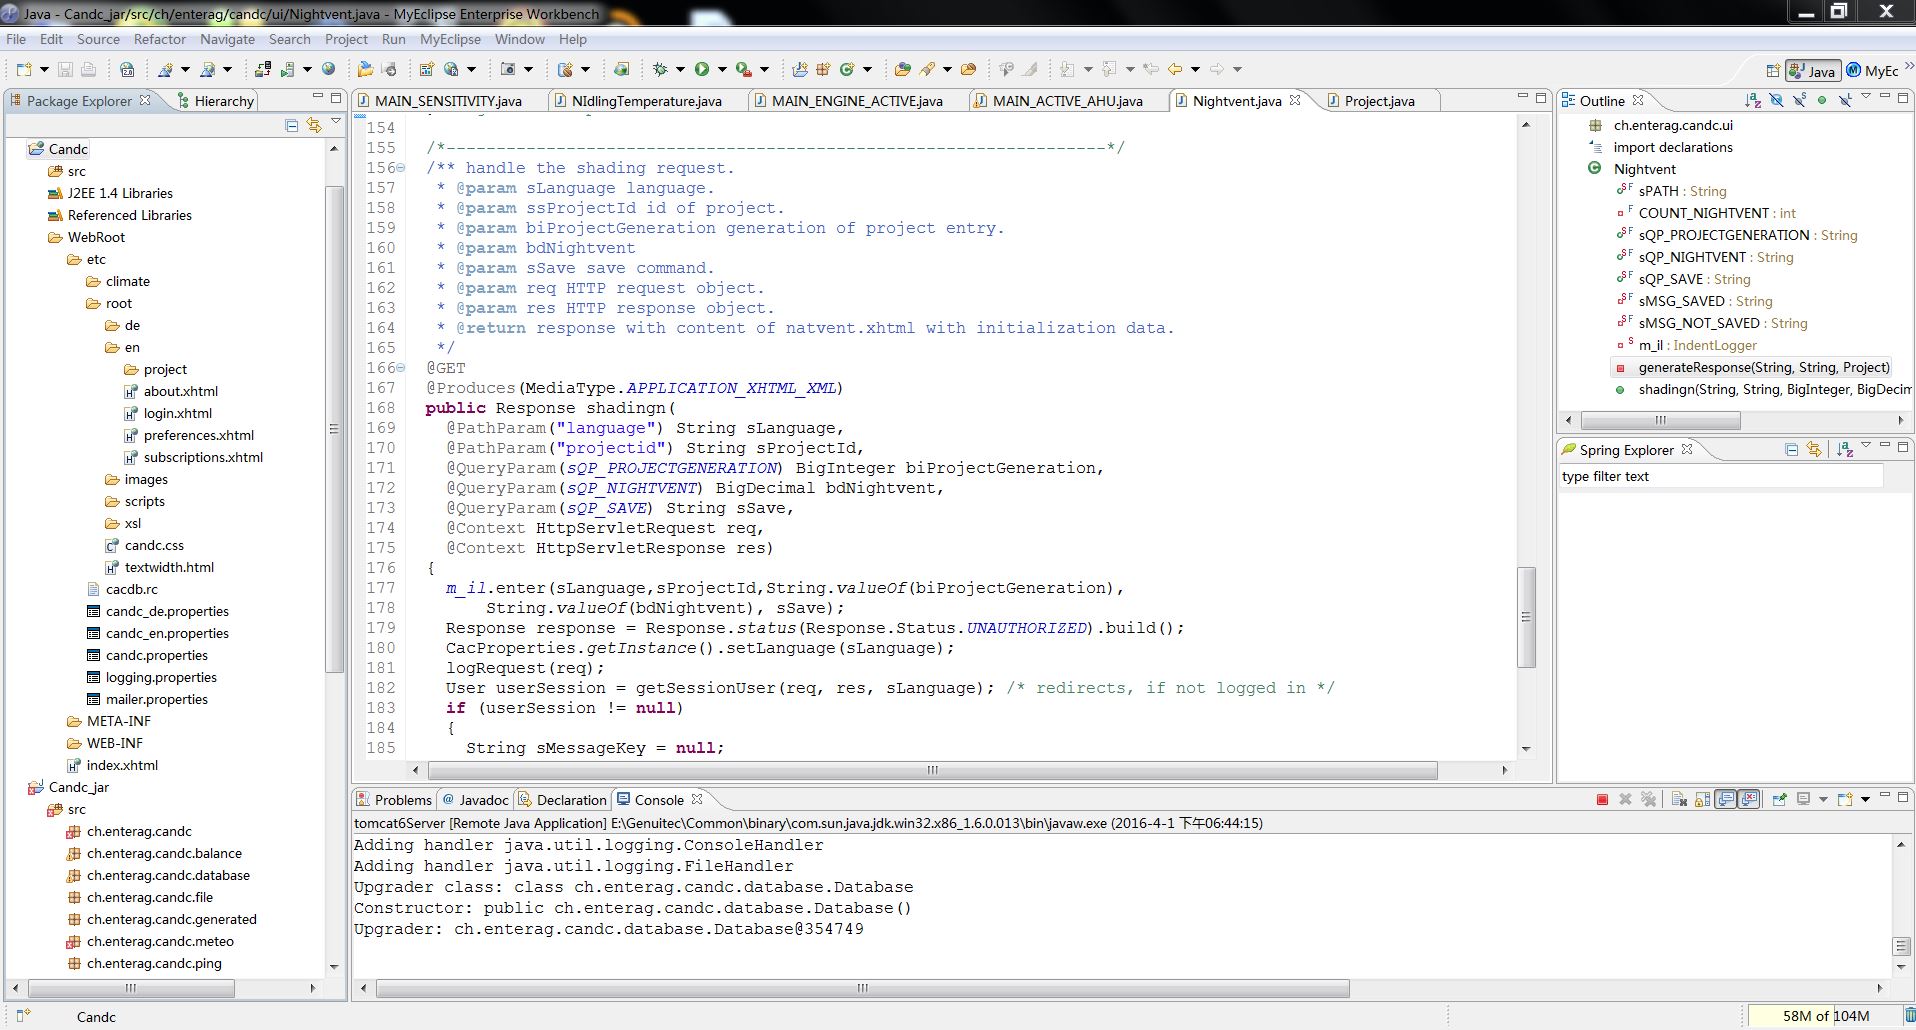 Java - Candc_jar/src/ch/enterag/candc/ui/Nightvent.java - MyEclipse Enterprise Workbench
File Edit Source Refactor Navigate Search Project Run MyEclipse Window Help
Java MyEc
Package Explorer Hierarchy
Candc
src
J2EE 1.4 Libraries
Referenced Libraries
WebRoot
etc
climate
root
de
en
project
about.xhtml
login.xhtml
preferences.xhtml
subscriptions.xhtml
images
scripts
xsl
candc.css
textwidth.html
cacdb.rc
candc_de.properties
candc_en.properties
candc.properties
logging.properties
mailer.properties
META-INF
WEB-INF
index.xhtml
Candc_jar
src
ch.enterag.candc
ch.enterag.candc.balance
ch.enterag.candc.database
ch.enterag.candc.file
ch.enterag.candc.generated
ch.enterag.candc.meteo
ch.enterag.candc.ping
MAIN_SENSITIVITY.java NIdlingTemperature.java MAIN_ENGINE_ACTIVE.java MAIN_ACTIVE_AHU.java Nightvent.java Project.java
154
155 /*------------------------------------------------------------------*/
156 /** handle the shading request.
157 * @param sLanguage language.
158 * @param ssProjectId id of project.
159 * @param biProjectGeneration generation of project entry.
160 * @param bdNightvent
161 * @param sSave save command.
162 * @param req HTTP request object.
163 * @param res HTTP response object.
164 * @return response with content of natvent.xhtml with initialization data.
165 */
166 @GET
167 @Produces(MediaType.APPLICATION_XHTML_XML)
168 public Response shadingn(
169 @PathParam("language") String sLanguage,
170 @PathParam("projectid") String sProjectId,
171 @QueryParam(sQP_PROJECTGENERATION) BigInteger biProjectGeneration,
172 @QueryParam(sQP_NIGHTVENT) BigDecimal bdNightvent,
173 @QueryParam(sQP_SAVE) String sSave,
174 @Context HttpServletRequest req,
175 @Context HttpServletResponse res)
176 {
177 m_il.enter(sLanguage,sProjectId,String.valueOf(biProjectGeneration),
178 String.valueOf(bdNightvent), sSave);
179 Response response = Response.status(Response.Status.UNAUTHORIZED).build();
180 CacProperties.getInstance().setLanguage(sLanguage);
181 logRequest(req);
182 User userSession = getSessionUser(req, res, sLanguage); /* redirects, if not logged in */
183 if (userSession != null)
184 {
185 String sMessageKey = null;
Outline
ch.enterag.candc.ui
import declarations
Nightvent
sPATH : String
COUNT_NIGHTVENT : int
sQP_PROJECTGENERATION : String
sQP_NIGHTVENT : String
sQP_SAVE : String
sMSG_SAVED : String
sMSG_NOT_SAVED : String
m_il : IndentLogger
generateResponse(String, String, Project)
shadingn(String, String, BigInteger, BigDecim
Spring Explorer
type filter text
Problems @ Javadoc Declaration Console
tomcat6Server [Remote Java Application] E:\Genuitec\Common\binary\com.sun.java.jdk.win32.x86_1.6.0.013\bin\javaw.exe (2016-4-1 下午06:44:15)
Adding handler java.util.logging.ConsoleHandler
Adding handler java.util.logging.FileHandler
Upgrader class: class ch.enterag.candc.database.Database
Constructor: public ch.enterag.candc.database.Database()
Upgrader: ch.enterag.candc.database.Database@354749
Candc
58M of 104M